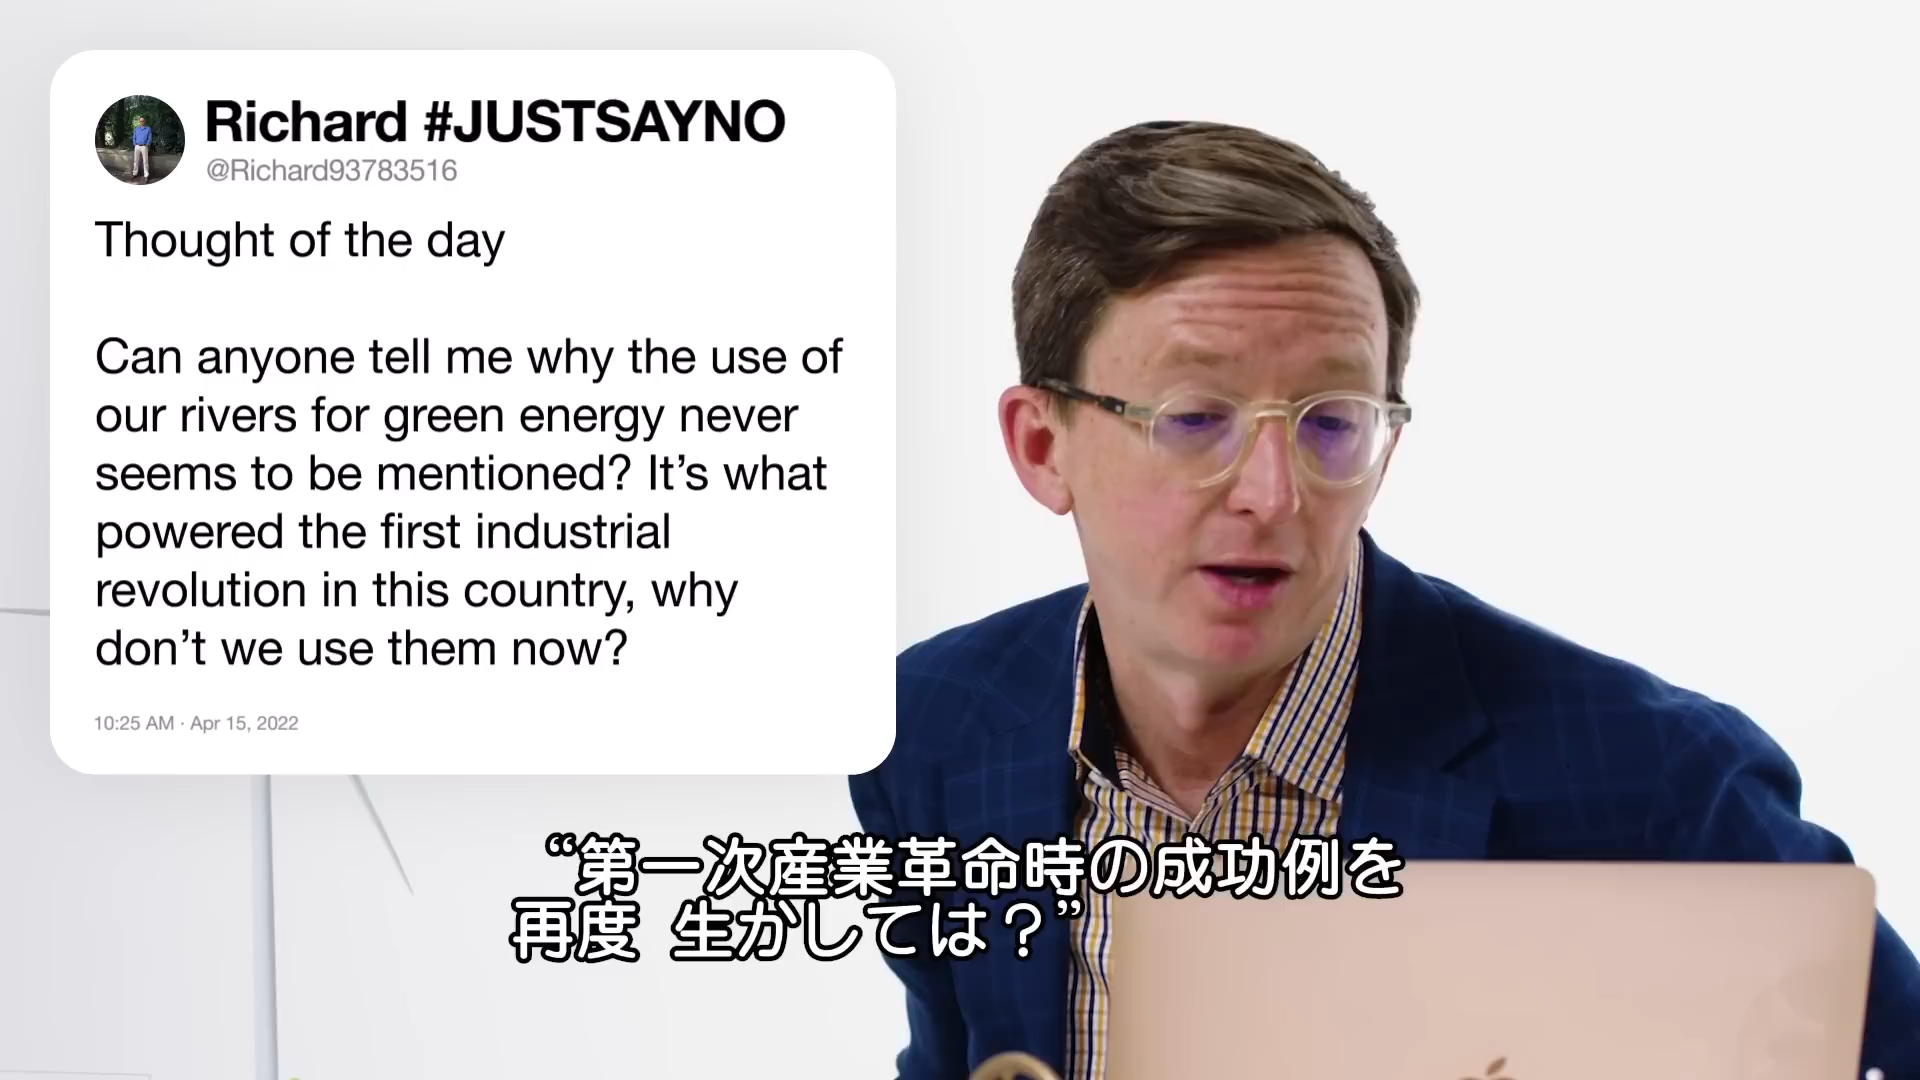 Richard #JUSTSAYNO
@Richard93783516
Thought of the day
Can anyone tell me why the use of
our rivers for green energy never
seems to be mentioned? It’s what
powered the first industrial
revolution in this country, why
don’t we use them now?
10:25 AM · Apr 15, 2022
“第一次産業革命時の成功例を
再度 生かしては？”